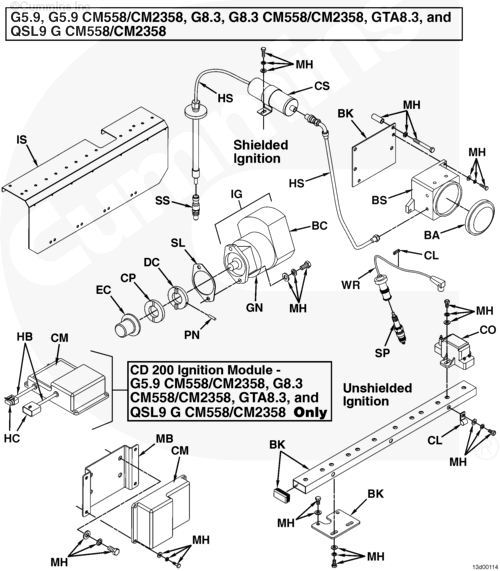 ©Cummins Inc
G5.9, G5.9 CM558/CM2358, G8.3, G8.3 CM558/CM2358, GTA8.3, and
QSL9 G CM558/CM2358
MH
CS
HS
BK
MH
IS
Shielded
Ignition
MH
HS
BS
SS
IG
BC
BA
SL
CL
DC
CP
WR
EC
GN
MH
MH
PN
CO
SP
HB
CM
CD 200 Ignition Module -
G5.9 CM558/CM2358, G8.3
CM558/CM2358, GTA8.3, and
QSL9 G CM558/CM2358 Only
Unshielded
Ignition
HC
MB
CM
BK
CL
MH
BK
MH
MH
MH
MH
13d00114
Cummins